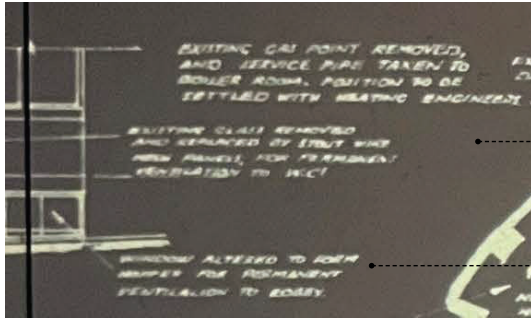 EXISTING GAS POINT REMOVED,
AND SERVICE PIPE TAKEN TO
BOILER ROOM. POSITION TO BE
SETTLED WITH HEATING ENGINEERS
EXISTING GLASS REMOVED
AND REPLACED BY STOUT WIRE
MESH PANELS, FOR PERMANENT
VENTILATION TO W.C!
WINDOW ALTERED TO FORM
HOPPER FOR PERMANENT
VENTILATION TO LOBBY.